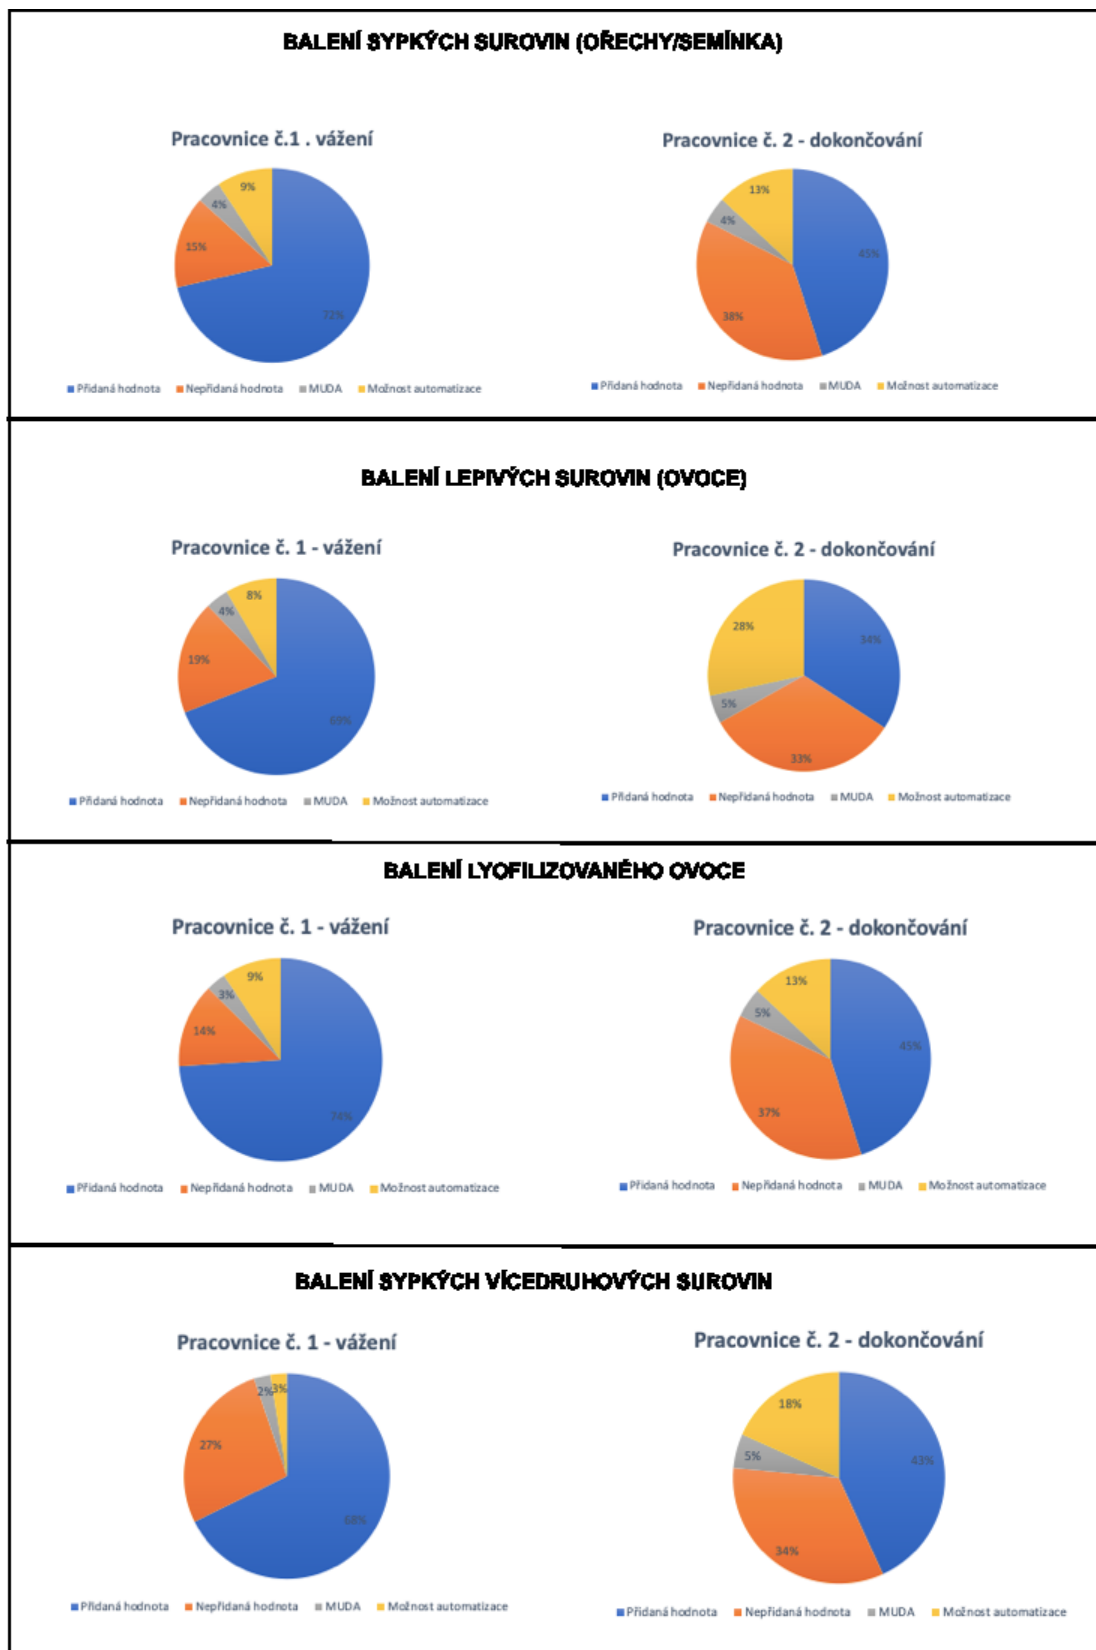 BALENÍ SYPKÝCH SUROVIN (OŘECHY/SEMÍNKA)
Pracovnice č.1 . vážení
9%
4%
15%
72%
Přidaná hodnota Nepřidaná hodnota MUDA Možnost automatizace
Pracovnice č. 2 - dokončování
13%
4%
45%
38%
Přidaná hodnota Nepřidaná hodnota MUDA Možnost automatizace
BALENÍ LEPIVÝCH SUROVIN (OVOCE)
Pracovnice č. 1 - vážení
8%
4%
19%
69%
Přidaná hodnota Nepřidaná hodnota MUDA Možnost automatizace
Pracovnice č. 2 - dokončování
28%
34%
5%
33%
Přidaná hodnota Nepřidaná hodnota MUDA Možnost automatizace
BALENÍ LYOFILIZOVANÉHO OVOCE
Pracovnice č. 1 - vážení
9%
3%
14%
74%
Přidaná hodnota Nepřidaná hodnota MUDA Možnost automatizace
Pracovnice č. 2 - dokončování
13%
5%
45%
37%
Přidaná hodnota Nepřidaná hodnota MUDA Možnost automatizace
BALENÍ SYPKÝCH VÍCEDRUHOVÝCH SUROVIN
Pracovnice č. 1 - vážení
2% 3%
27%
68%
Přidaná hodnota Nepřidaná hodnota MUDA Možnost automatizace
Pracovnice č. 2 - dokončování
18%
5%
43%
34%
Přidaná hodnota Nepřidaná hodnota MUDA Možnost automatizace